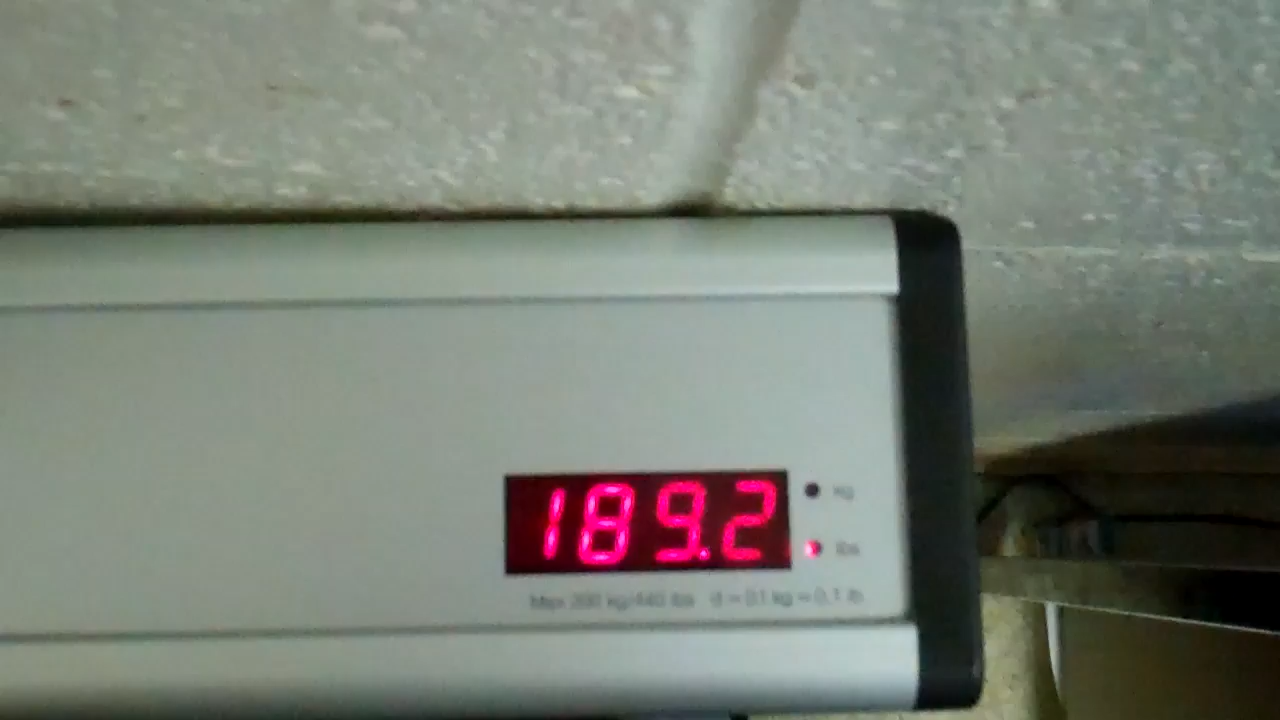 189.2
kg
lbs
Max 200 kg/440 lbs d = 0.1 kg = 0.1 lb